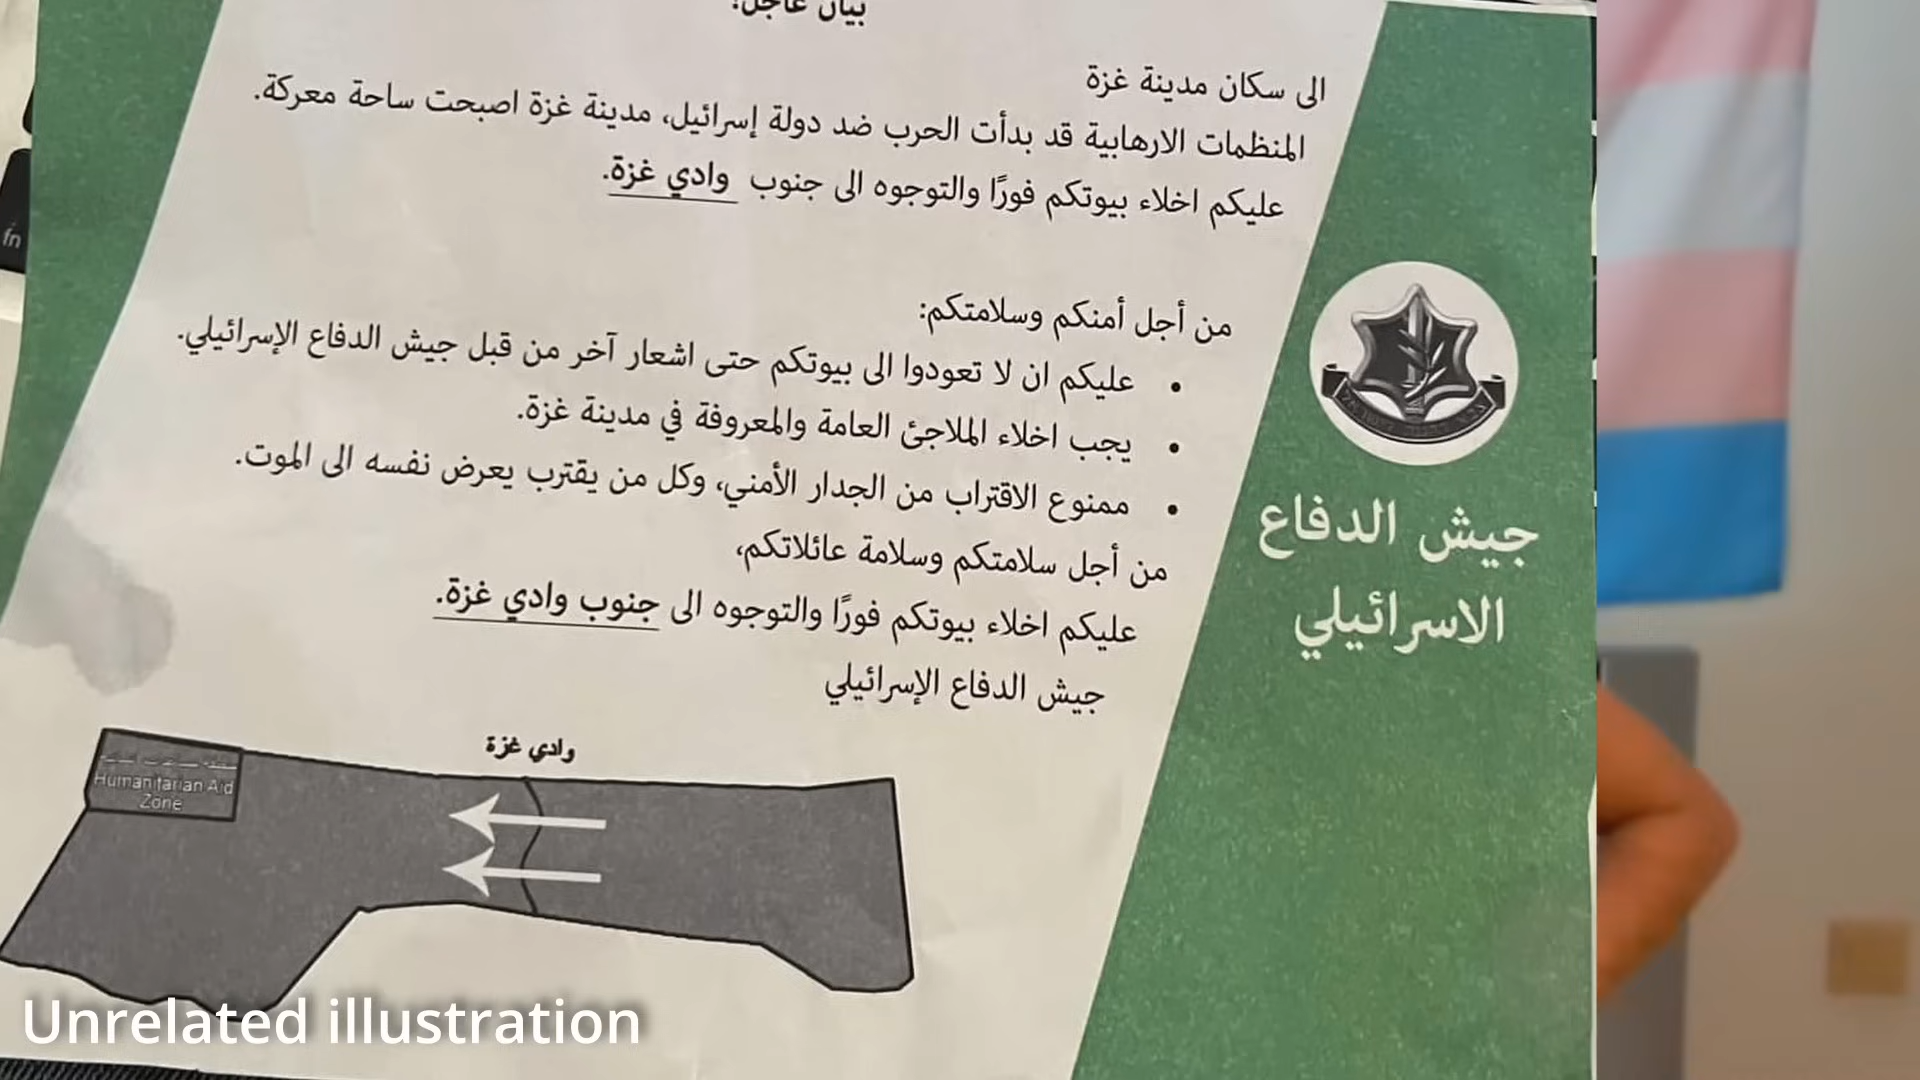 بيان عاجل!
الى سكان مدينة غزة
المنظمات الارهابية قد بدأت الحرب ضد دولة إسرائيل، مدينة غزة اصبحت ساحة معركة.
عليكم اخلاء بيوتكم فورًا والتوجوه الى جنوب وادي غزة.
من أجل أمنكم وسلامتكم:
• عليكم ان لا تعودوا الى بيوتكم حتى اشعار آخر من قبل جيش الدفاع الإسرائيلي.
• يجب اخلاء الملاجئ العامة والمعروفة في مدينة غزة.
• ممنوع الاقتراب من الجدار الأمني، وكل من يقترب يعرض نفسه الى الموت.
من أجل سلامتكم وسلامة عائلاتكم،
عليكم اخلاء بيوتكم فورًا والتوجوه الى جنوب وادي غزة.
جيش الدفاع الإسرائيلي
جيش الدفاع
الاسرائيلي
وادي غزة
Humanitarian Aid
Zone
fn
Unrelated illustration